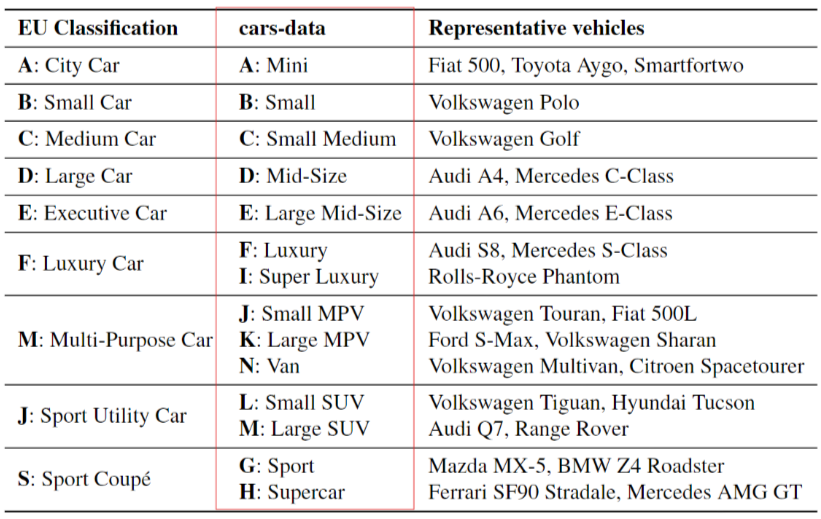 EU Classification cars-data Representative vehicles
A: City Car A: Mini Fiat 500, Toyota Aygo, Smartfortwo
B: Small Car B: Small Volkswagen Polo
C: Medium Car C: Small Medium Volkswagen Golf
D: Large Car D: Mid-Size Audi A4, Mercedes C-Class
E: Executive Car E: Large Mid-Size Audi A6, Mercedes E-Class
F: Luxury Car F: Luxury Audi S8, Mercedes S-Class
I: Super Luxury Rolls-Royce Phantom
M: Multi-Purpose Car J: Small MPV Volkswagen Touran, Fiat 500L
K: Large MPV Ford S-Max, Volkswagen Sharan
N: Van Volkswagen Multivan, Citroen Spacetourer
J: Sport Utility Car L: Small SUV Volkswagen Tiguan, Hyundai Tucson
M: Large SUV Audi Q7, Range Rover
S: Sport Coupé G: Sport Mazda MX-5, BMW Z4 Roadster
H: Supercar Ferrari SF90 Stradale, Mercedes AMG GT